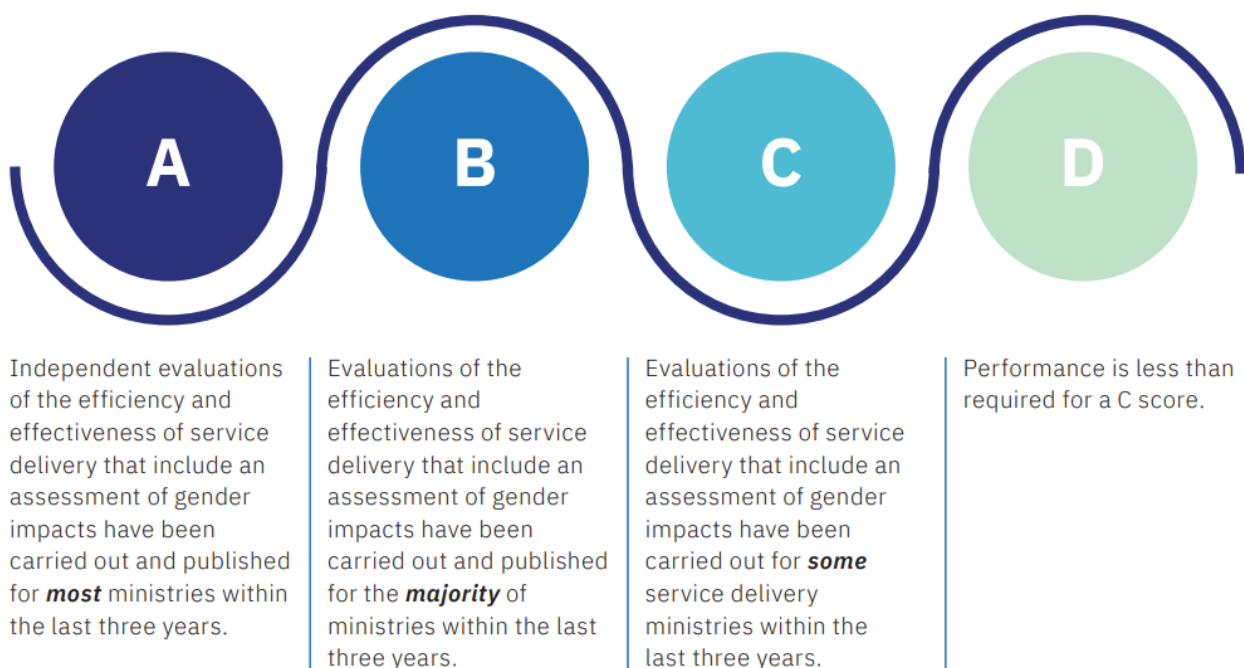 A
B
C
D
Independent evaluations
of the efficiency and
effectiveness of service
delivery that include an
assessment of gender
impacts have been
carried out and published
for most ministries within
the last three years.
Evaluations of the
efficiency and
effectiveness of service
delivery that include an
assessment of gender
impacts have been
carried out and published
for the majority of
ministries within the last
three years.
Evaluations of the
efficiency and
effectiveness of service
delivery that include an
assessment of gender
impacts have been
carried out for some
service delivery
ministries within the
last three years.
Performance is less than
required for a C score.